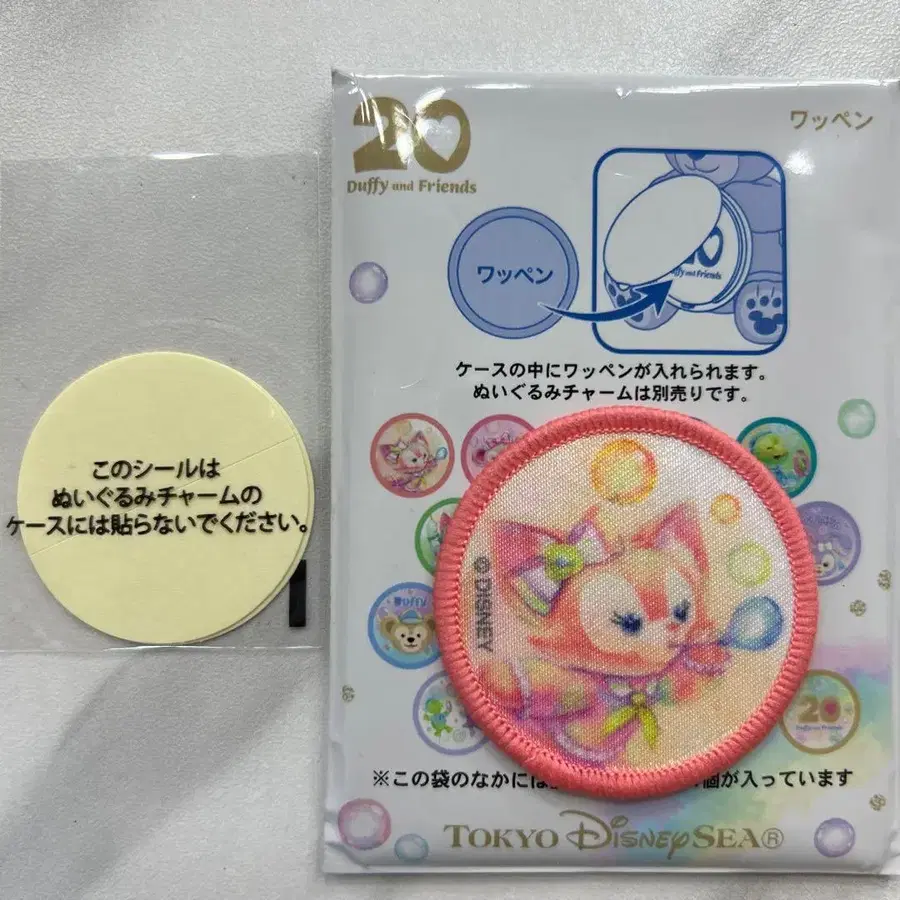 このシールは
ぬいぐるみチャームの
ケースには貼らないでください。
20
Duffy and Friends
ワッペン
ワッペン
20
Duffy and Friends
ケースの中にワッペンが入れられます。
ぬいぐるみチャームは別売りです。
© DISNEY
Duffy
20
Duffy and Friends
※この袋のなかには
個が入っています
TOKYO DISNEYSEA®